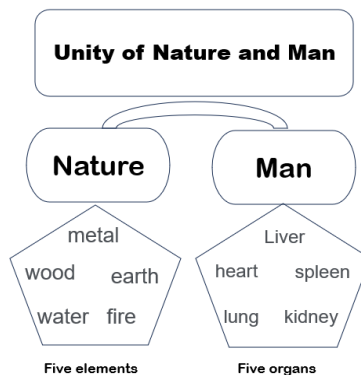 Unity of Nature and Man
Nature
Man
metal
wood
earth
water
fire
Liver
heart
spleen
lung
kidney
Five elements
Five organs